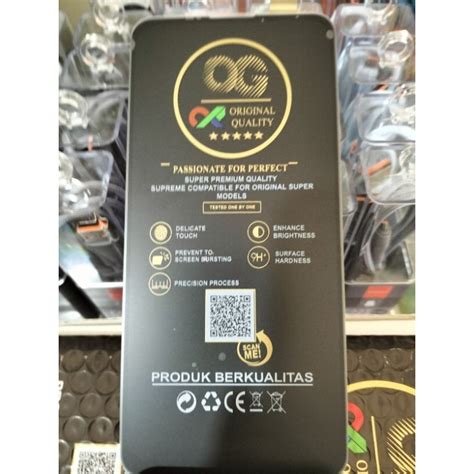 OG
ORIGINAL
QUALITY
PASSIONATE FOR PERFECT
SUPER PREMIUM QUALITY
SUPREME COMPATIBLE FOR ORIGINAL SUPER
MODELS
TESTED ONE BY ONE
DELICATE
TOUCH
ENHANCE
BRIGHTNESS
PREVENT TO
SCREEN BURSTING
9H+
SURFACE
HARDNESS
PRECISION PROCESS
SCAN
ME!
PRODUK BERKUALITAS
CE